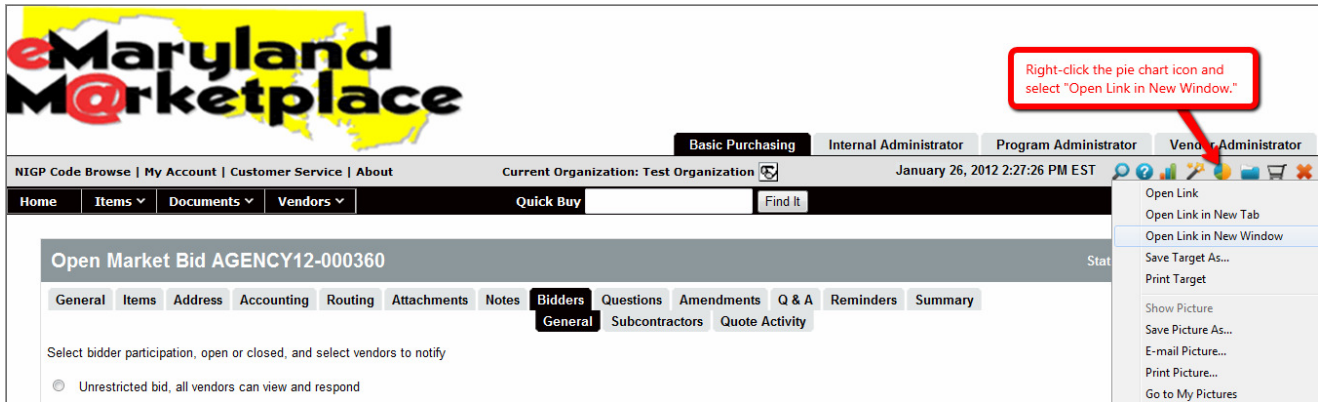 eMaryland
M@rketplace
Right-click the pie chart icon and
select "Open Link in New Window."
Basic Purchasing Internal Administrator Program Administrator
NIGP Code Browse | My Account | Customer Service | About Current Organization: Test Organization January 26, 2012 2:27:26 PM EST
Home Items Documents Vendors Quick Buy Find It
Open Link
Open Link in New Tab
Open Link in New Window
Save Target As...
Print Target
Show Picture
Save Picture As...
E-mail Picture...
Print Picture...
Go to My Pictures
Open Market Bid AGENCY12-000360
General Items Address Accounting Routing Attachments Notes Bidders Questions Amendments Q & A Reminders Summary
General Subcontractors Quote Activity
Select bidder participation, open or closed, and select vendors to notify
Unrestricted bid, all vendors can view and respond